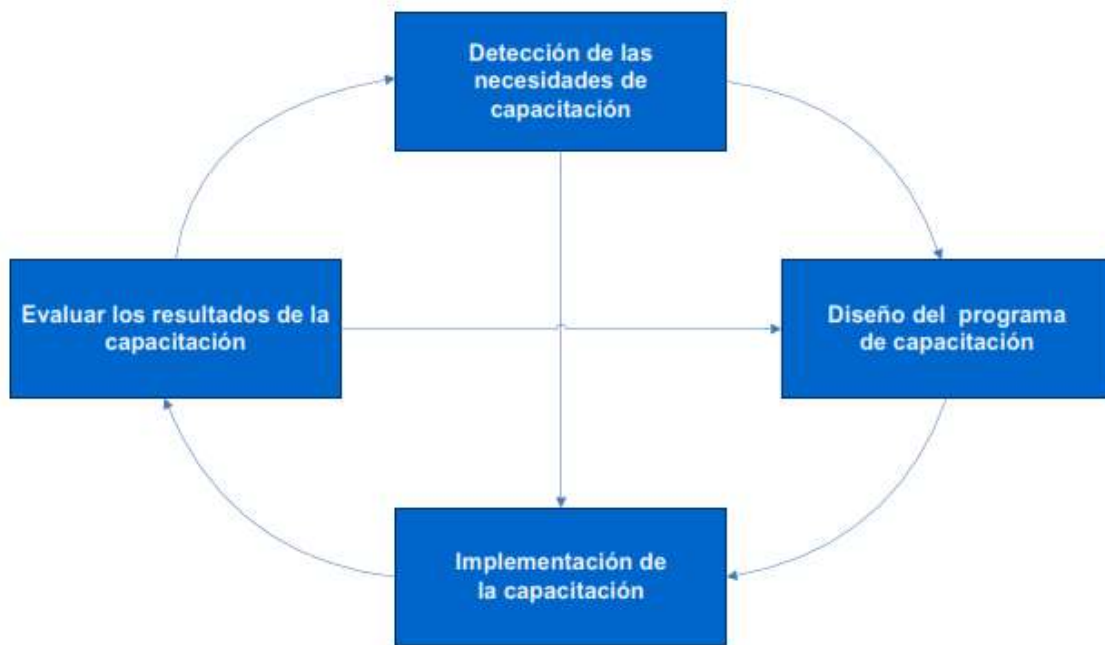 Detección de las
necesidades de
capacitación
Evaluar los resultados de la
capacitación
Diseño del programa
de capacitación
Implementación de
la capacitación